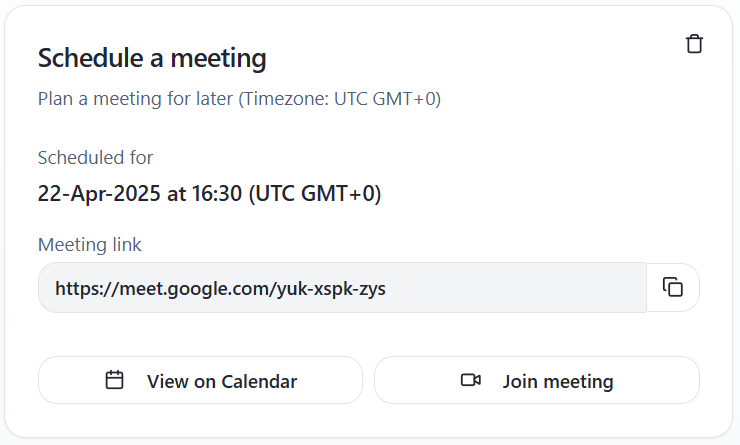 Schedule a meeting
Plan a meeting for later (Timezone: UTC GMT+0)
Scheduled for
22-Apr-2025 at 16:30 (UTC GMT+0)
Meeting link
https://meet.google.com/yuk-xspk-zys
View on Calendar
Join meeting